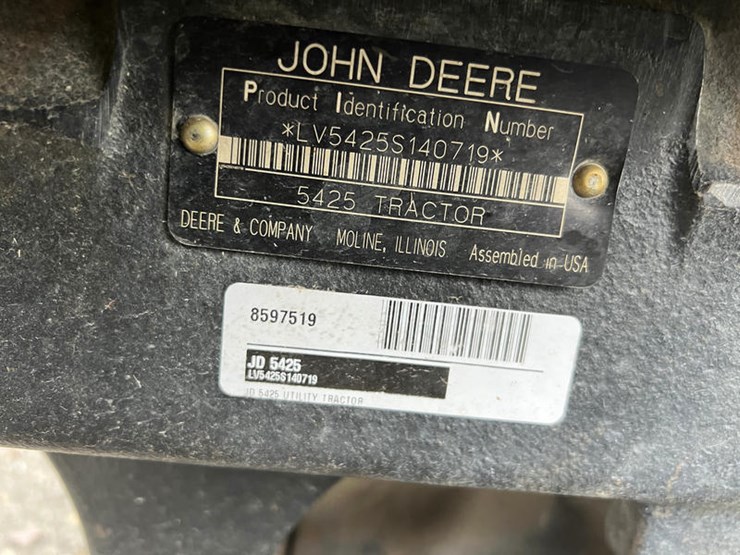 JOHN DEERE
Product Identification Number
*LV5425S140719*
5425 TRACTOR
DEERE & COMPANY MOLINE, ILLINOIS Assembled in USA
8597519
JD 5425
LV5425S140719
JD 5425 UTILITY TRACTOR